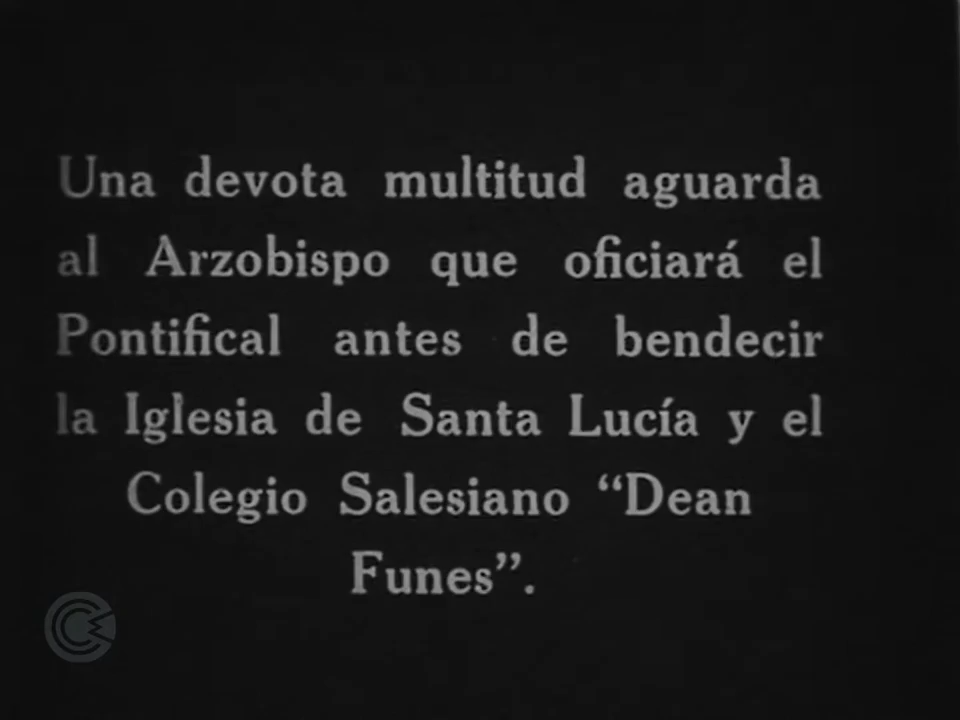 Una devota multitud aguarda
al Arzobispo que oficiará el
Pontifical antes de bendecir
la Iglesia de Santa Lucía y el
Colegio Salesiano “Dean
Funes”.